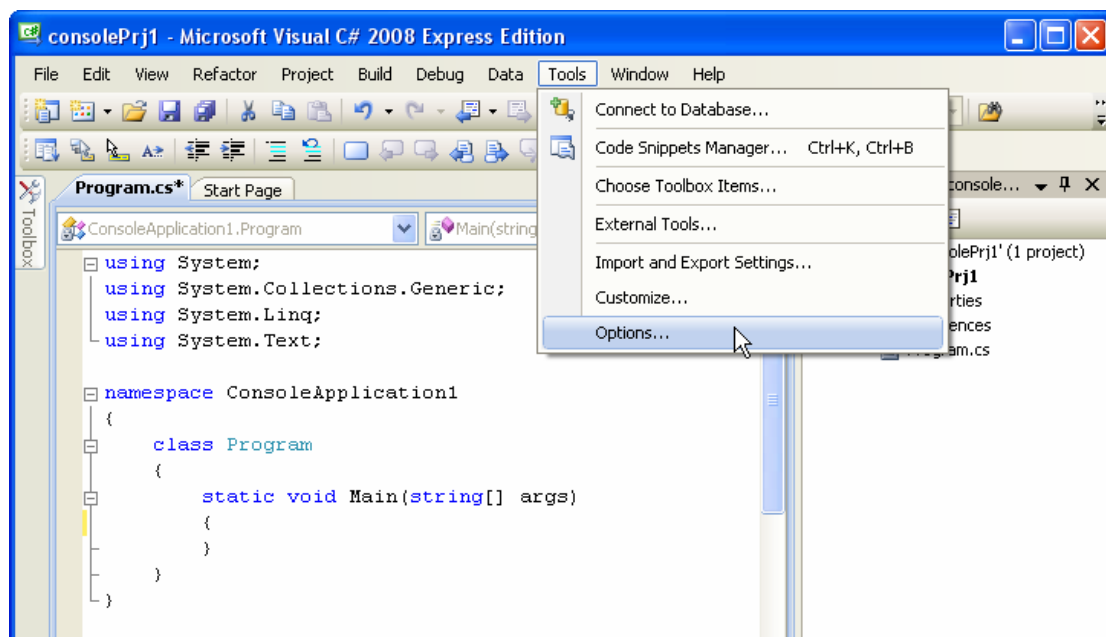 consolePrj1 - Microsoft Visual C# 2008 Express Edition
File Edit View Refactor Project Build Debug Data Tools Window Help
Connect to Database...
Code Snippets Manager... Ctrl+K, Ctrl+B
Choose Toolbox Items...
External Tools...
Import and Export Settings...
Customize...
Options...
Toolbox
Program.cs* Start Page
ConsoleApplication1.Program Main(string
using System;
using System.Collections.Generic;
using System.Linq;
using System.Text;
namespace ConsoleApplication1
{
class Program
{
static void Main(string[] args)
{
}
}
}
console...
olePrj1' (1 project)
Prj1
rties
ences
Program.cs